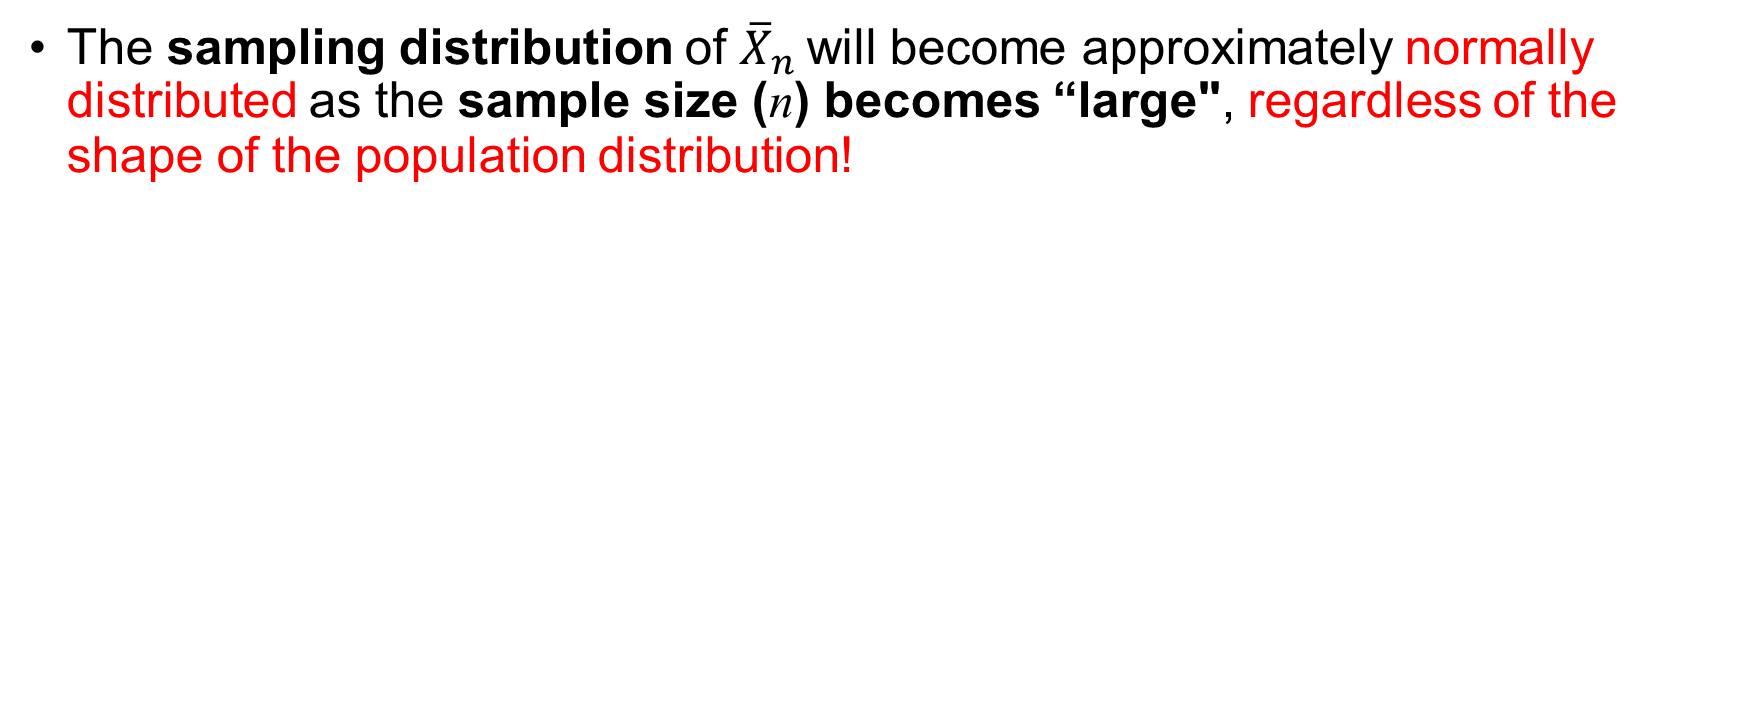 • The sampling distribution of X̄ₙ will become approximately normally
distributed as the sample size (n) becomes “large", regardless of the
shape of the population distribution!